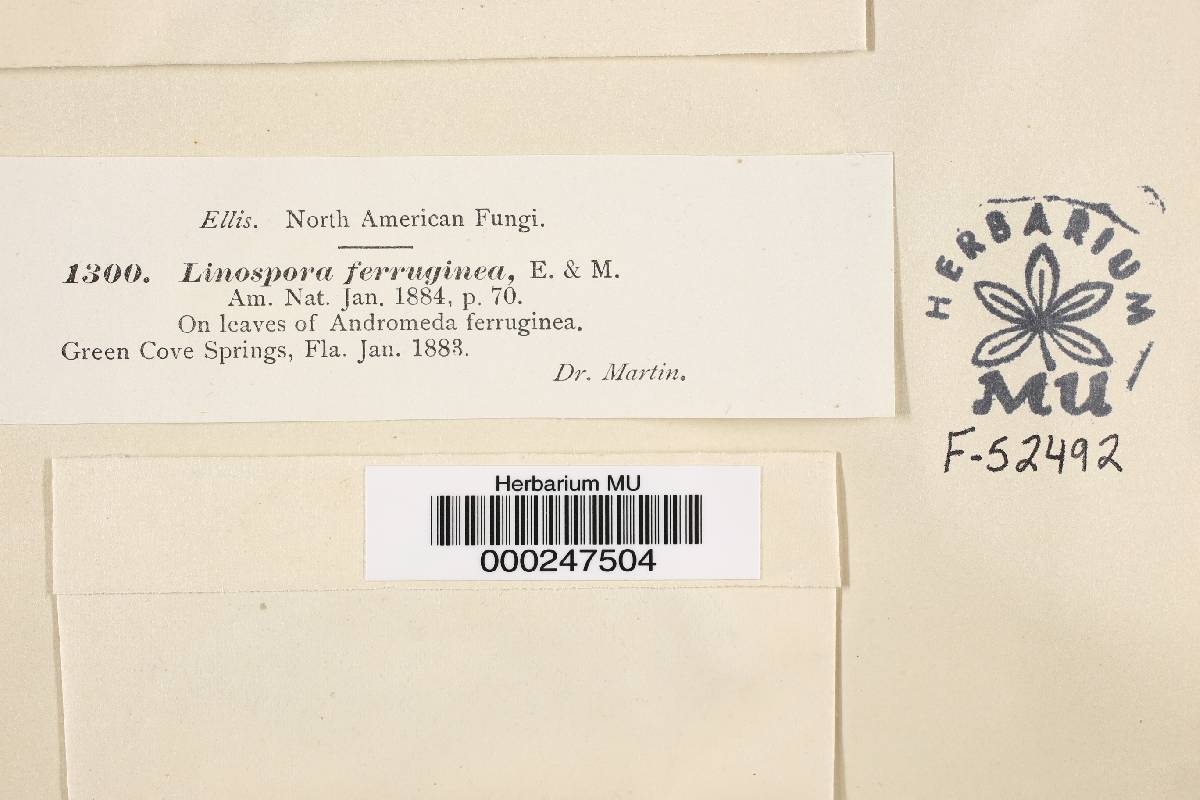 Ellis. North American Fungi.
1300. Linospora ferruginea, E. & M.
Am. Nat. Jan. 1884, p. 70.
On leaves of Andromeda ferruginea.
Green Cove Springs, Fla. Jan. 1883.
Dr. Martin.
HERBARIUM
MU
F-52492
Herbarium MU
000247504